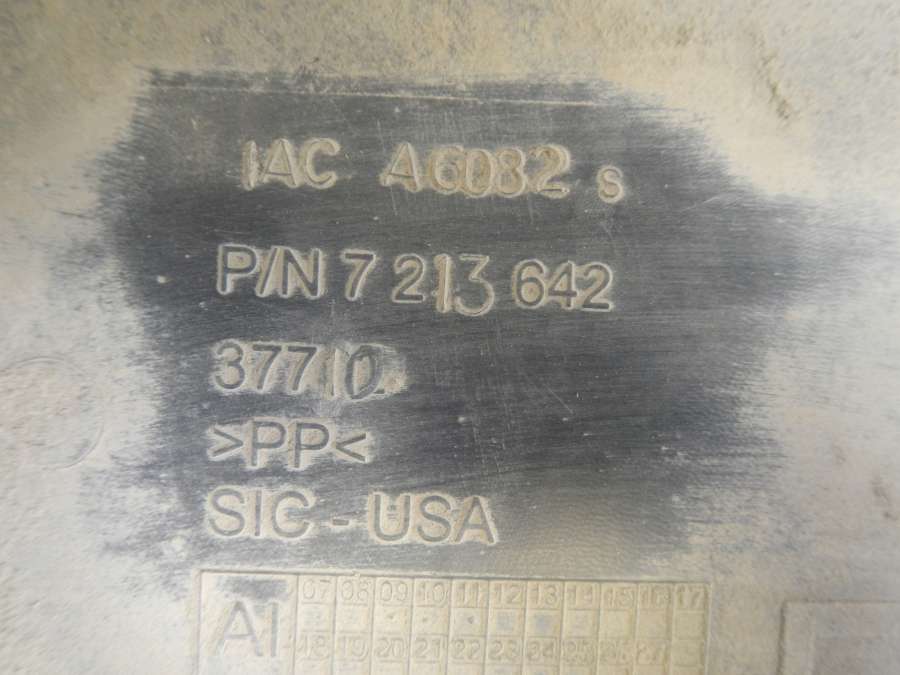 IAC A6082 S
P/N 7 213 642
37710
>PP<
SIC - USA
AI 07 08 09 10 11 12 13 14 15 16 17
18 19 20 21 22 23 24 25 26 27